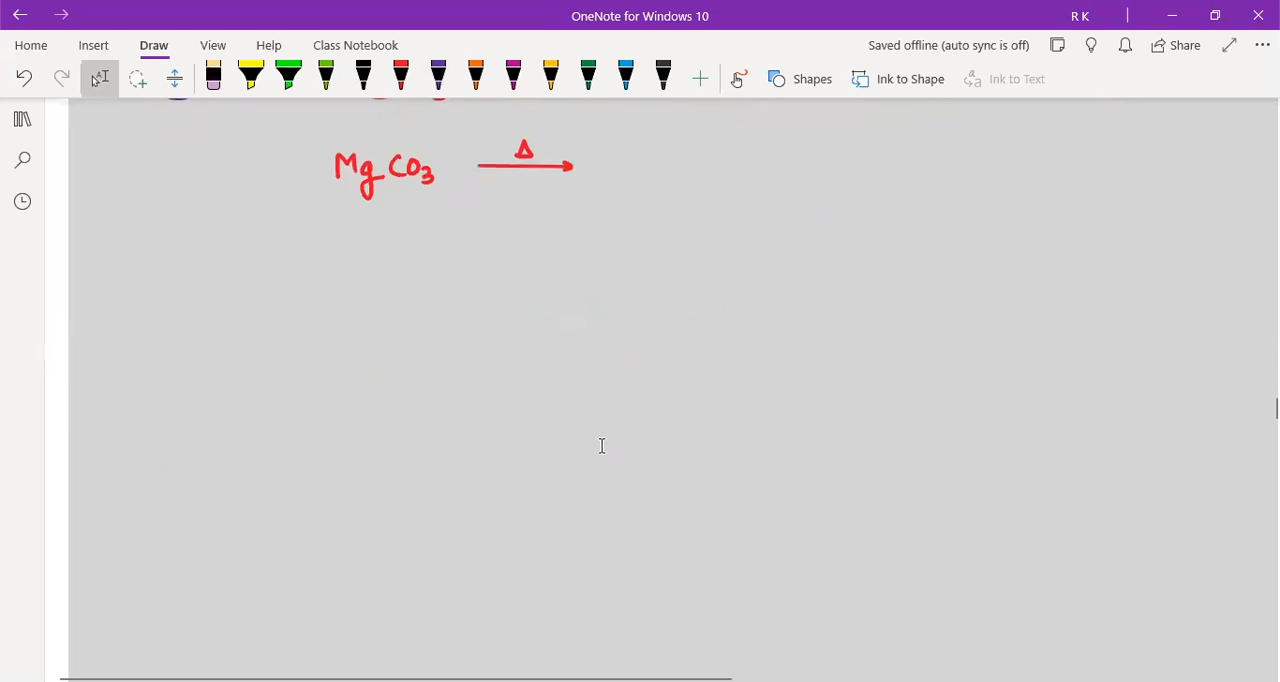 OneNote for Windows 10
R K
Home Insert Draw View Help Class Notebook
Saved offline (auto sync is off) Share
Shapes Ink to Shape Ink to Text
MgCO3 Δ →